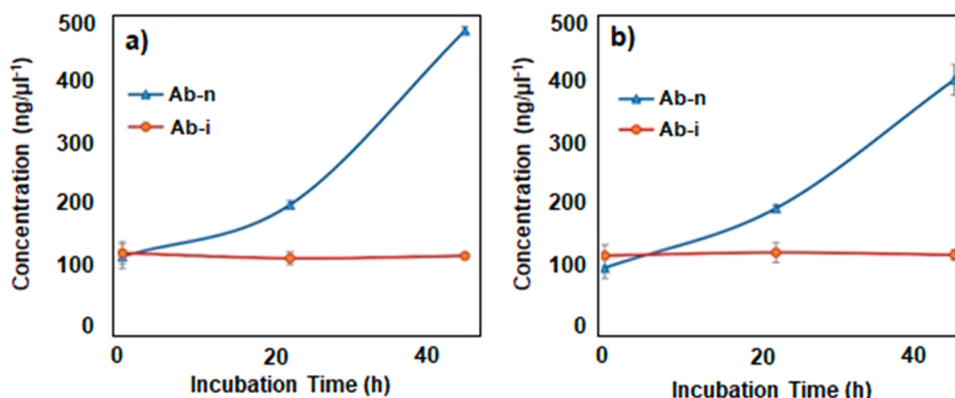 a)
Concentration (ng/µl⁻¹)
500
400
300
200
100
0
Ab-n
Ab-i
0 20 40
Incubation Time (h)
b)
Concentration (ng/µl⁻¹)
500
400
300
200
100
0
Ab-n
Ab-i
0 20 40
Incubation Time (h)